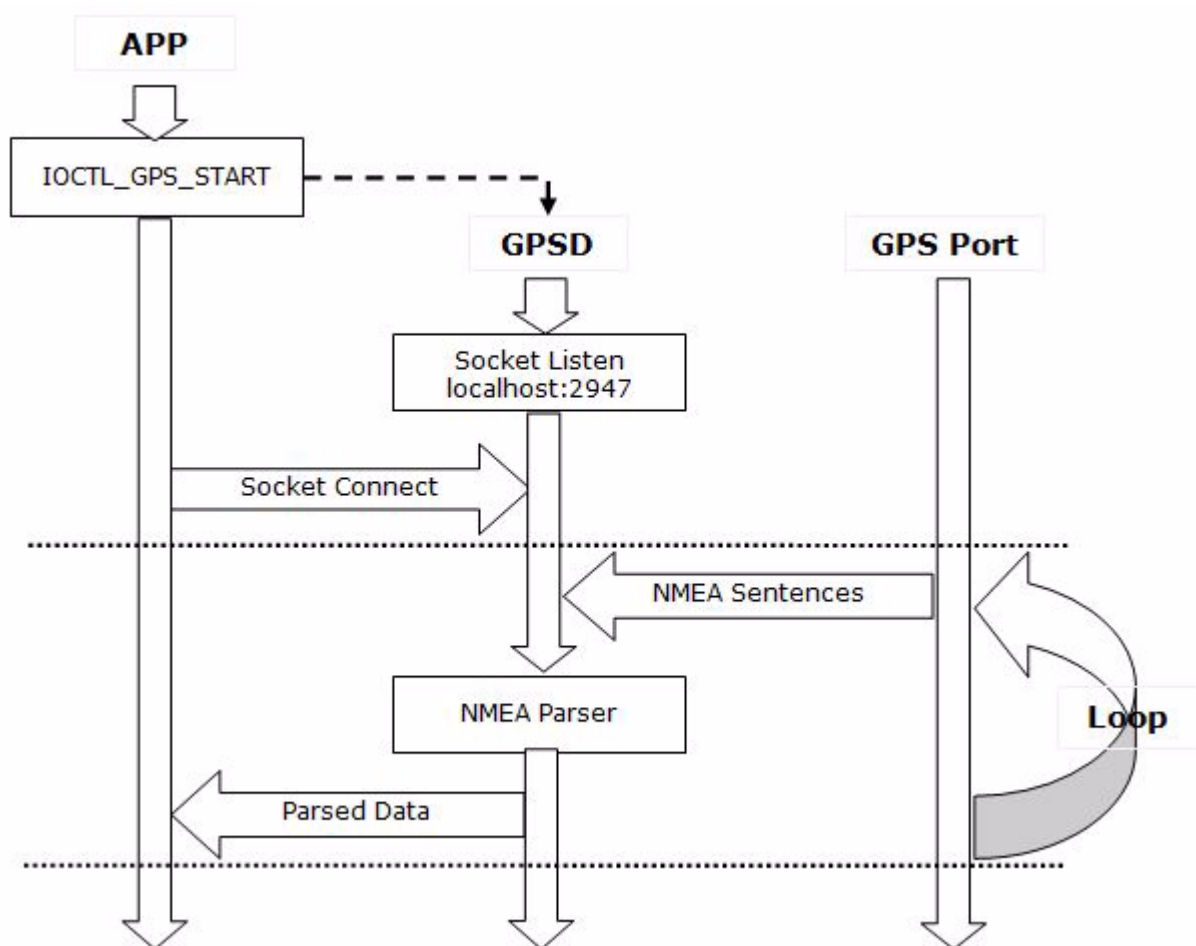 APP
IOCTL_GPS_START
GPSD
GPS Port
Socket Listen
localhost:2947
Socket Connect
NMEA Sentences
NMEA Parser
Loop
Parsed Data